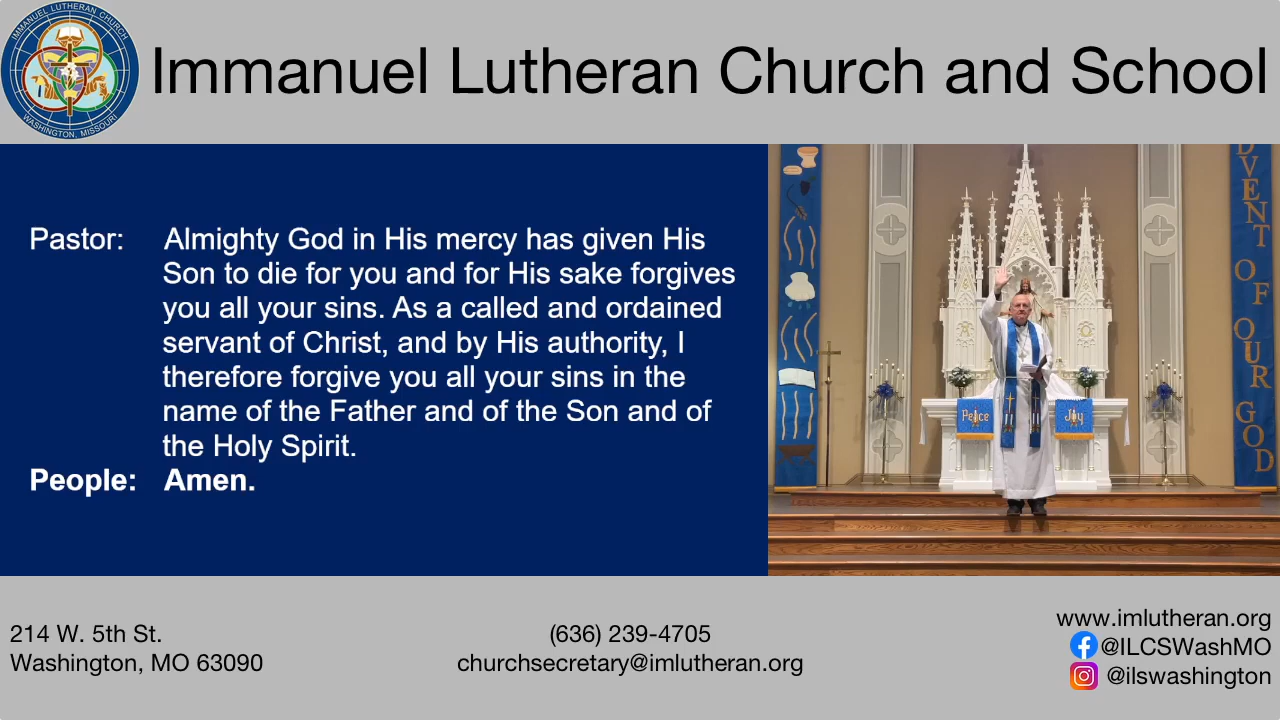 IMMANUEL LUTHERAN CHURCH
WASHINGTON, MISSOURI
Immanuel Lutheran Church and School
Pastor: Almighty God in His mercy has given His
Son to die for you and for His sake forgives
you all your sins. As a called and ordained
servant of Christ, and by His authority, I
therefore forgive you all your sins in the
name of the Father and of the Son and of
the Holy Spirit.
People: Amen.
DVENT OF OUR GOD
Peace
Joy
214 W. 5th St.
Washington, MO 63090
(636) 239-4705
churchsecretary@imlutheran.org
www.imlutheran.org
@ILCSWashMO
@ilswashington